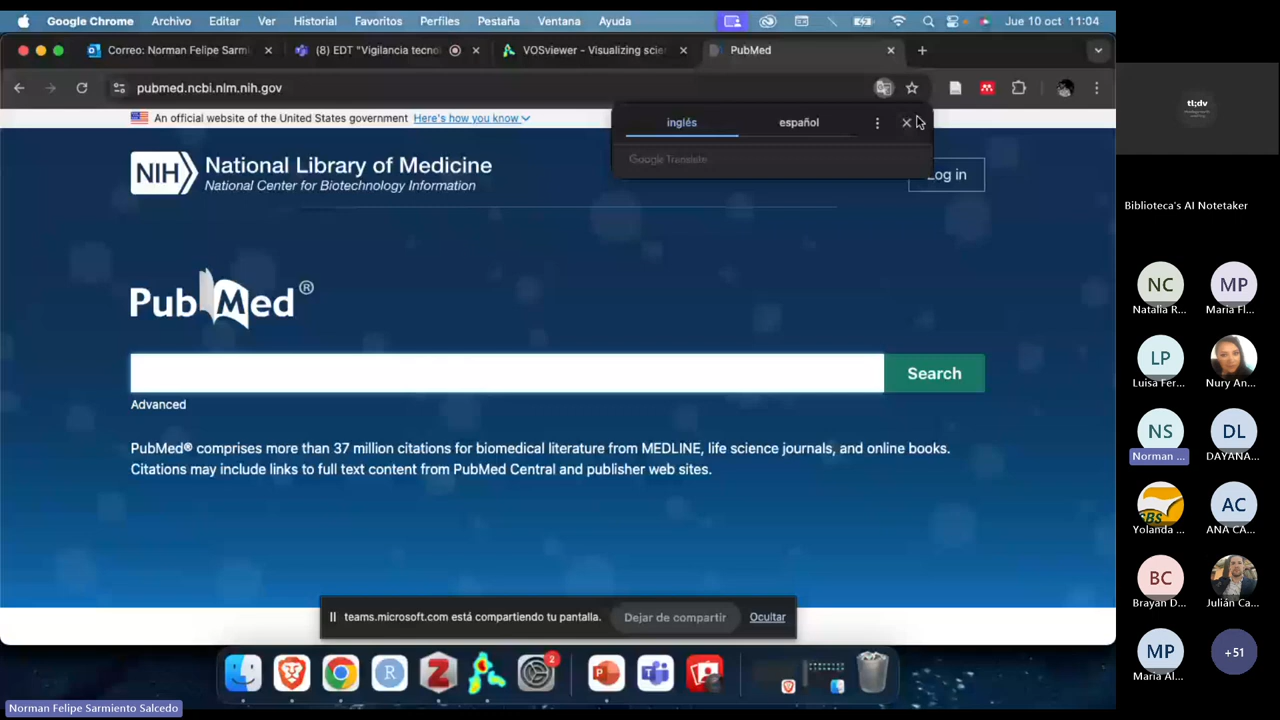 Google Chrome Archivo Editar Ver Historial Favoritos Perfiles Pestaña Ventana Ayuda Jue 10 oct 11:04
Correo: Norman Felipe Sarmi
(8) EDT "Vigilancia tecno
VOSviewer - Visualizing scie
PubMed
pubmed.ncbi.nlm.nih.gov
An official website of the United States government Here's how you know
inglés español
Google Translate
NIH National Library of Medicine
National Center for Biotechnology Information
Log in
PubMed®
Search
Advanced
PubMed® comprises more than 37 million citations for biomedical literature from MEDLINE, life science journals, and online books.
Citations may include links to full text content from PubMed Central and publisher web sites.
teams.microsoft.com está compartiendo tu pantalla. Dejar de compartir Ocultar
2
Norman Felipe Sarmiento Salcedo
tl;dv
Biblioteca's AI Notetaker
NC MP
Natalia R... Maria Fl...
LP
Luisa Fer... Nury An...
NS DL
Norman ... DAYANA...
SBS AC
Yolanda ... ANA CA...
BC
Brayan D... Julián Ca...
MP +51
Maria Al...